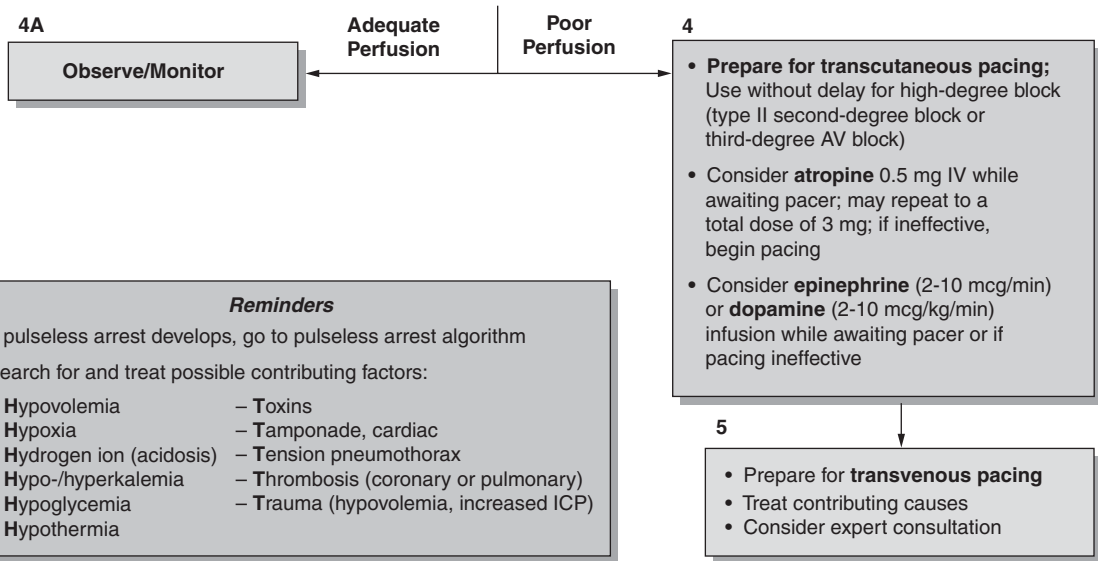 4A
Observe/Monitor
Adequate
Perfusion
Poor
Perfusion
4
• Prepare for transcutaneous pacing;
Use without delay for high-degree block
(type II second-degree block or
third-degree AV block)
• Consider atropine 0.5 mg IV while
awaiting pacer; may repeat to a
total dose of 3 mg; if ineffective,
begin pacing
• Consider epinephrine (2-10 mcg/min)
or dopamine (2-10 mcg/kg/min)
infusion while awaiting pacer or if
pacing ineffective
Reminders
pulseless arrest develops, go to pulseless arrest algorithm
earch for and treat possible contributing factors:
Hypovolemia – Toxins
Hypoxia – Tamponade, cardiac
Hydrogen ion (acidosis) – Tension pneumothorax
Hypo-/hyperkalemia – Thrombosis (coronary or pulmonary)
Hypoglycemia – Trauma (hypovolemia, increased ICP)
Hypothermia
5
• Prepare for transvenous pacing
• Treat contributing causes
• Consider expert consultation